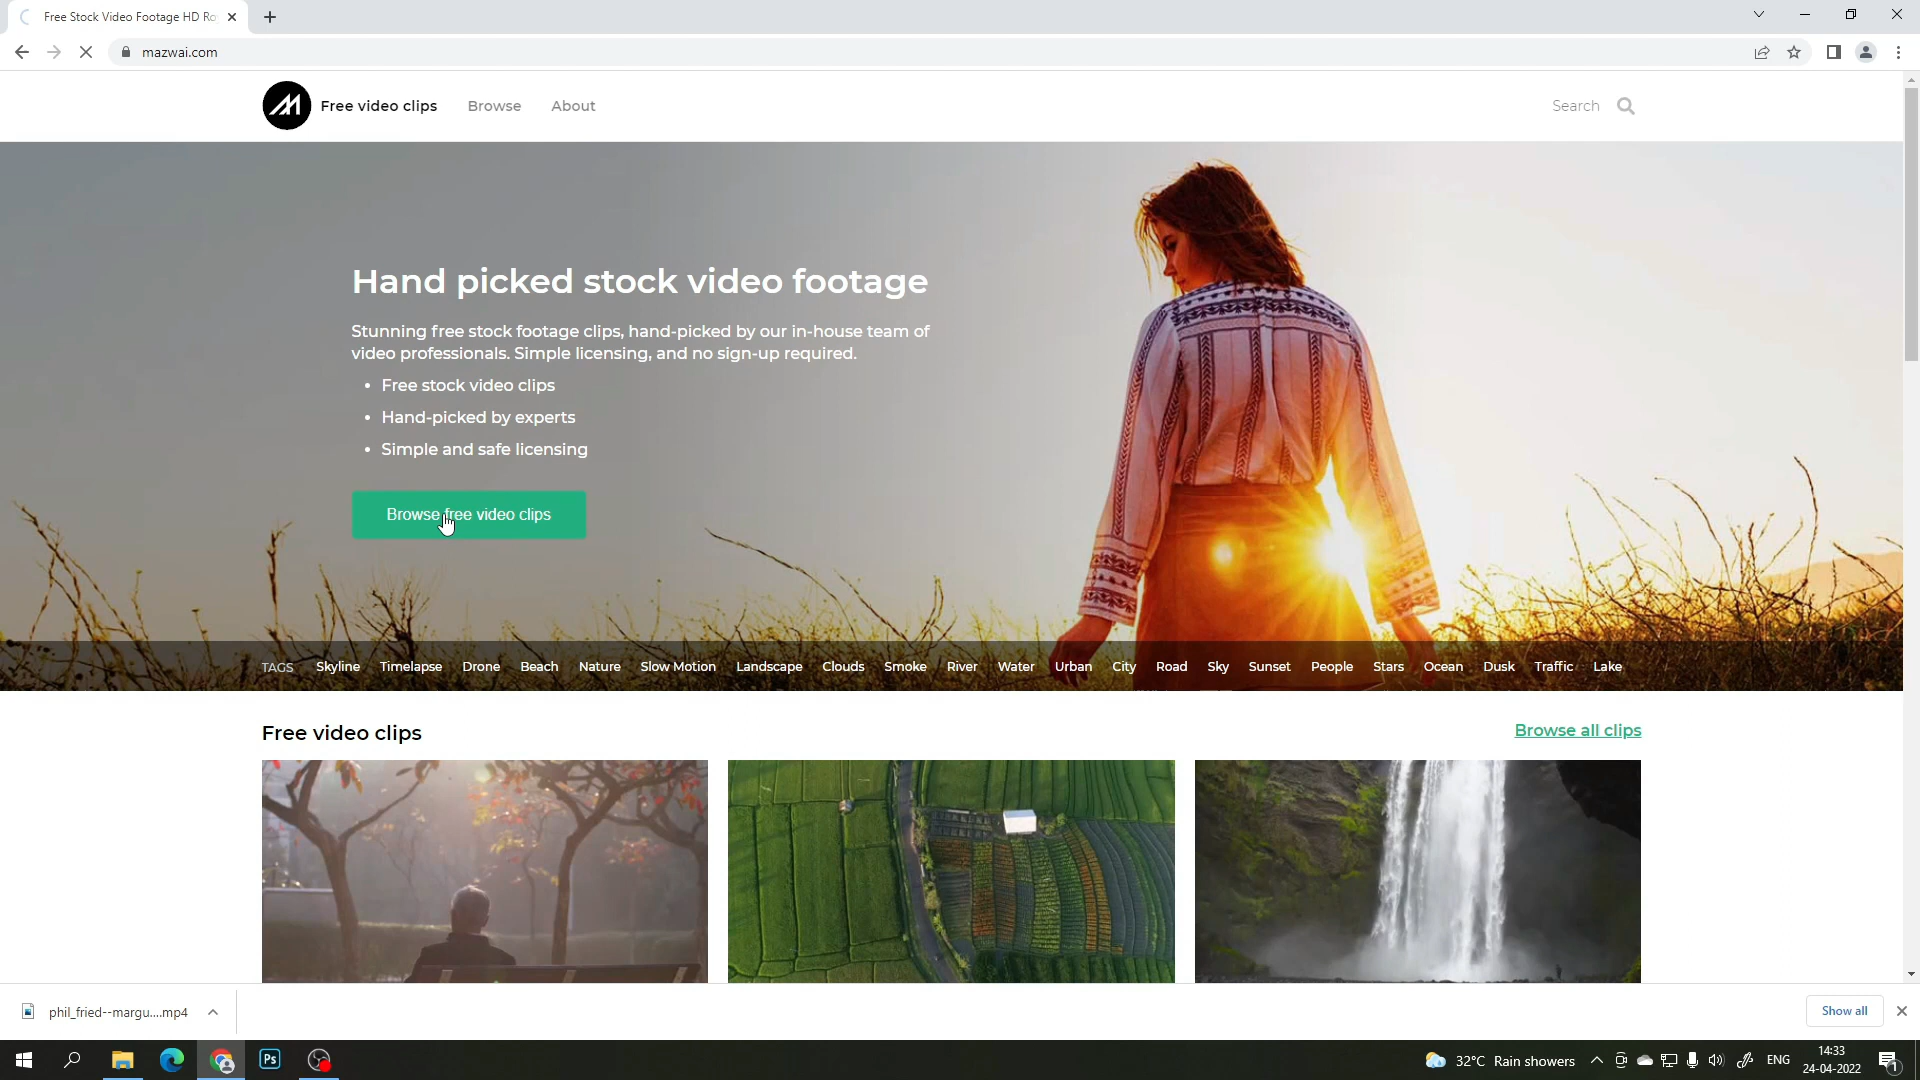 Free Stock Video Footage HD Ro
mazwai.com
Free video clips Browse About Search
Hand picked stock video footage
Stunning free stock footage clips, hand-picked by our in-house team of
video professionals. Simple licensing, and no sign-up required.
• Free stock video clips
• Hand-picked by experts
• Simple and safe licensing
Browse free video clips
TAGS Skyline Timelapse Drone Beach Nature Slow Motion Landscape Clouds Smoke River Water Urban City Road Sky Sunset People Stars Ocean Dusk Traffic Lake
Free video clips Browse all clips
phil_fried--margu....mp4 Show all
Ps 32°C Rain showers ENG 14:33
24-04-2022 1